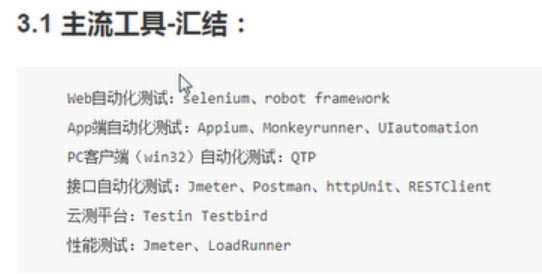 3.1 主流工具-汇结：
Web自动化测试：selenium、robot framework
App端自动化测试：Appium、Monkeyrunner、UIautomation
PC客户端（win32）自动化测试：QTP
接口自动化测试：Jmeter、Postman、httpUnit、RESTClient
云测平台：Testin Testbird
性能测试：Jmeter、LoadRunner